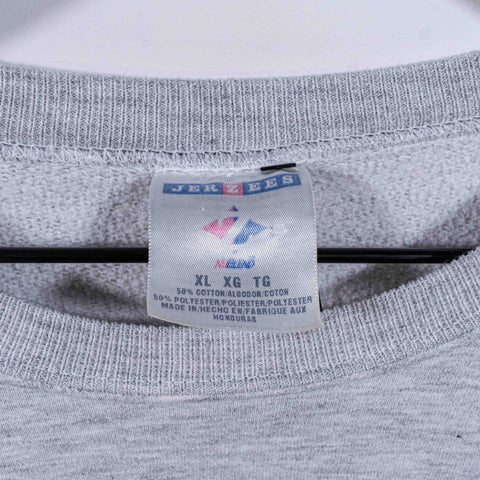 JERZEES
NUBLEND
XL XG TG
50% COTTON/ALGODON/COTON
50% POLYESTER/POLIESTER/POLYESTER
MADE IN/HECHO EN/FABRIQUE AUX
HONDURAS